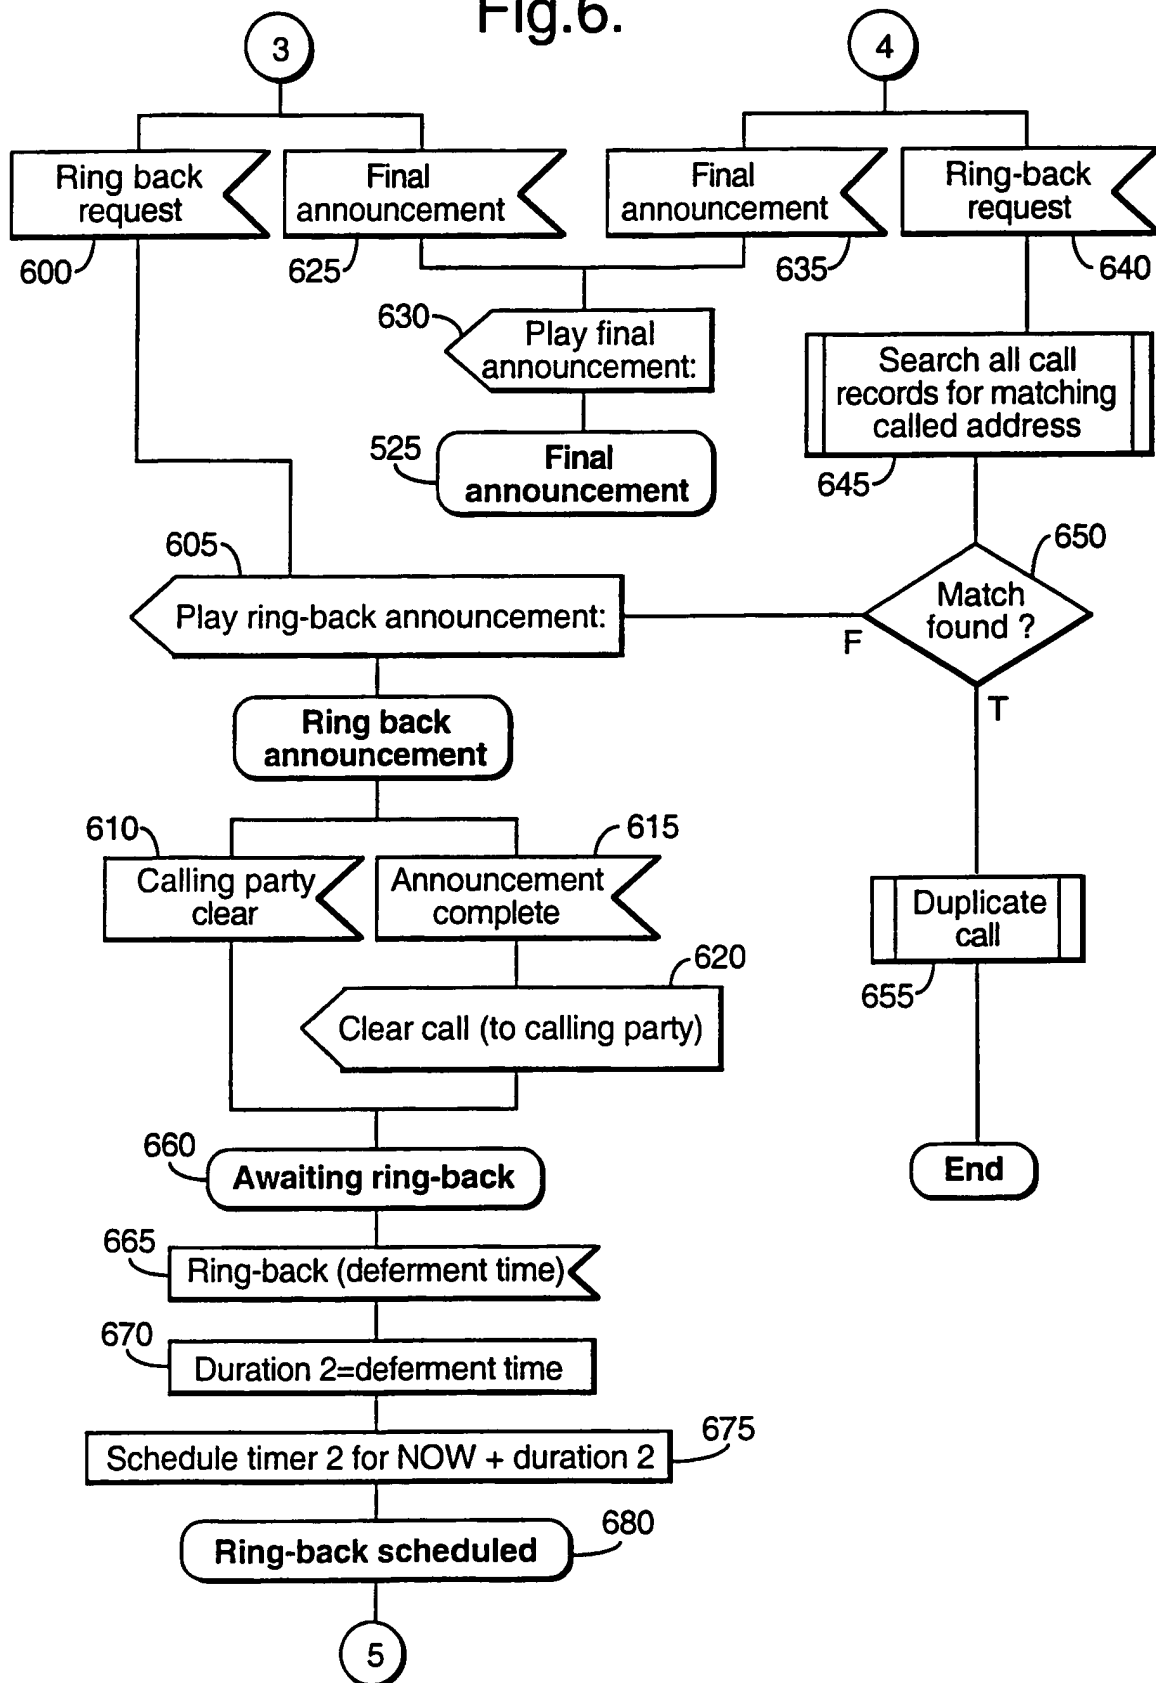 Fig.6.
3
4
Ring back
request
600
Final
announcement
625
Final
announcement
635
Ring-back
request
640
630
Play final
announcement:
525
Final
announcement
Search all call
records for matching
called address
645
650
Match
found ?
F
T
605
Play ring-back announcement:
Ring back
announcement
610
Calling party
clear
615
Announcement
complete
620
Clear call (to calling party)
Duplicate
call
655
End
660
Awaiting ring-back
665
Ring-back (deferment time)
670
Duration 2=deferment time
Schedule timer 2 for NOW + duration 2
675
Ring-back scheduled
680
5